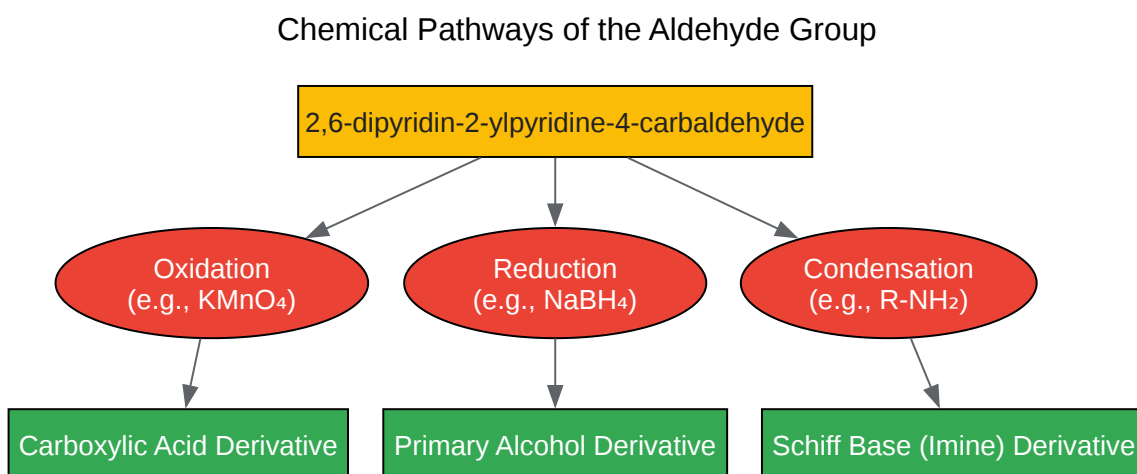 Chemical Pathways of the Aldehyde Group
2,6-dipyridin-2-ylpyridine-4-carbaldehyde
Oxidation
(e.g., KMnO₄)
Reduction
(e.g., NaBH₄)
Condensation
(e.g., R-NH₂)
Carboxylic Acid Derivative
Primary Alcohol Derivative
Schiff Base (Imine) Derivative